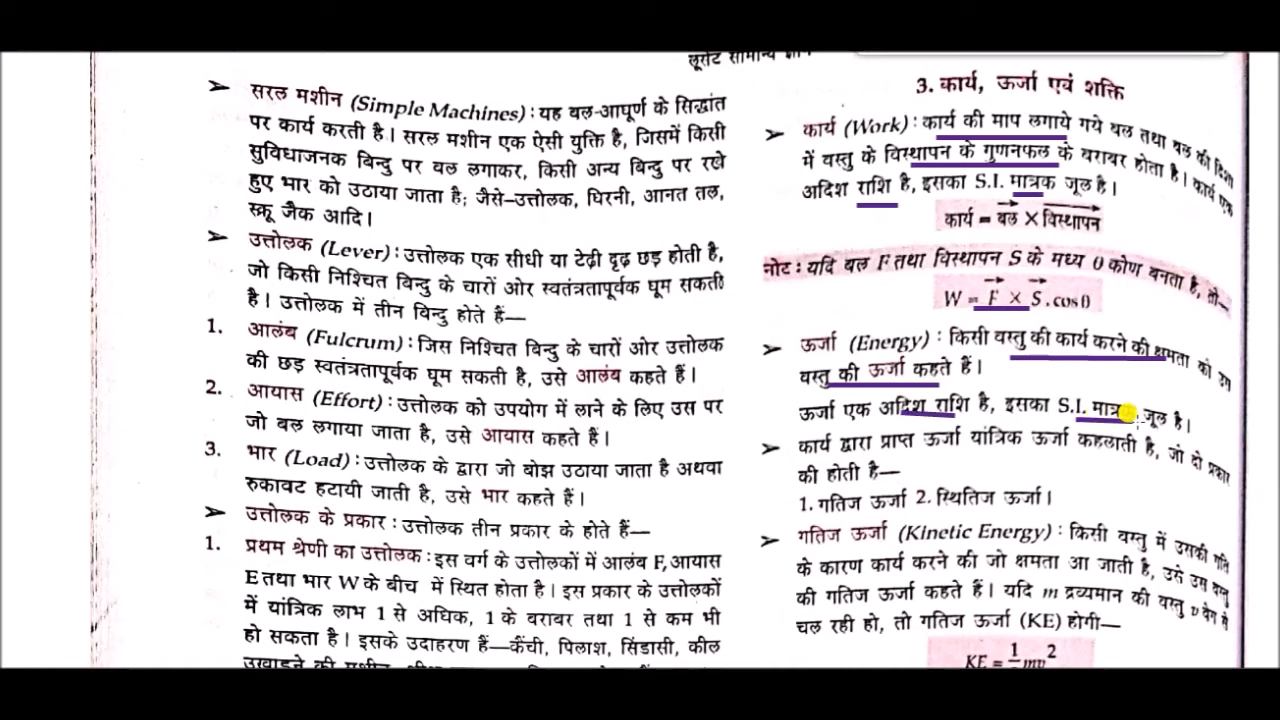 लूसेंट सामान्य ज्ञान
➤ सरल मशीन (Simple Machines) : यह बल-आघूर्ण के सिद्धांत
पर कार्य करती है। सरल मशीन एक ऐसी युक्ति है, जिसमें किसी
सुविधाजनक बिन्दु पर बल लगाकर, किसी अन्य बिन्दु पर रखे
हुए भार को उठाया जाता है; जैसे–उत्तोलक, घिरनी, आनत तल,
स्क्रू जैक आदि।
➤ उत्तोलक (Lever) : उत्तोलक एक सीधी या टेढ़ी दृढ़ छड़ होती है,
जो किसी निश्चित बिन्दु के चारों ओर स्वतंत्रतापूर्वक घूम सकती
है। उत्तोलक में तीन बिन्दु होते हैं—
1. आलंब (Fulcrum) : जिस निश्चित बिन्दु के चारों ओर उत्तोलक
की छड़ स्वतंत्रतापूर्वक घूम सकती है, उसे आलंब कहते हैं।
2. आयास (Effort) : उत्तोलक को उपयोग में लाने के लिए उस पर
जो बल लगाया जाता है, उसे आयास कहते हैं।
3. भार (Load) : उत्तोलक के द्वारा जो बोझ उठाया जाता है अथवा
रुकावट हटायी जाती है, उसे भार कहते हैं।
➤ उत्तोलक के प्रकार : उत्तोलक तीन प्रकार के होते हैं—
1. प्रथम श्रेणी का उत्तोलक : इस वर्ग के उत्तोलकों में आलंब F, आयास
E तथा भार W के बीच में स्थित होता है। इस प्रकार के उत्तोलकों
में यांत्रिक लाभ 1 से अधिक, 1 के बराबर तथा 1 से कम भी
हो सकता है। इसके उदाहरण हैं—कैंची, पिलाश, सिंडासी, कील
उखाड़ने की मशीन,
3. कार्य, ऊर्जा एवं शक्ति
➤ कार्य (Work) : कार्य की माप लगाये गये बल तथा बल की दिशा
में वस्तु के विस्थापन के गुणनफल के बराबर होता है। कार्य एक
अदिश राशि है, इसका S.I. मात्रक जूल है।
कार्य = बल × विस्थापन
नोट : यदि बल F तथा विस्थापन S के मध्य θ कोण बनता है, तो—
W = F × S.cosθ
➤ ऊर्जा (Energy) : किसी वस्तु की कार्य करने की क्षमता को उस
वस्तु की ऊर्जा कहते हैं।
ऊर्जा एक अदिश राशि है, इसका S.I. मात्रक जूल है।
➤ कार्य द्वारा प्राप्त ऊर्जा यांत्रिक ऊर्जा कहलाती है, जो दो प्रकार
की होती है—
1. गतिज ऊर्जा 2. स्थितिज ऊर्जा।
➤ गतिज ऊर्जा (Kinetic Energy) : किसी वस्तु में उसकी गति
के कारण कार्य करने की जो क्षमता आ जाती है, उसे उस वस्तु
की गतिज ऊर्जा कहते हैं। यदि m द्रव्यमान की वस्तु v वेग से
चल रही हो, तो गतिज ऊर्जा (KE) होगी—
KE = 1/2 mv²